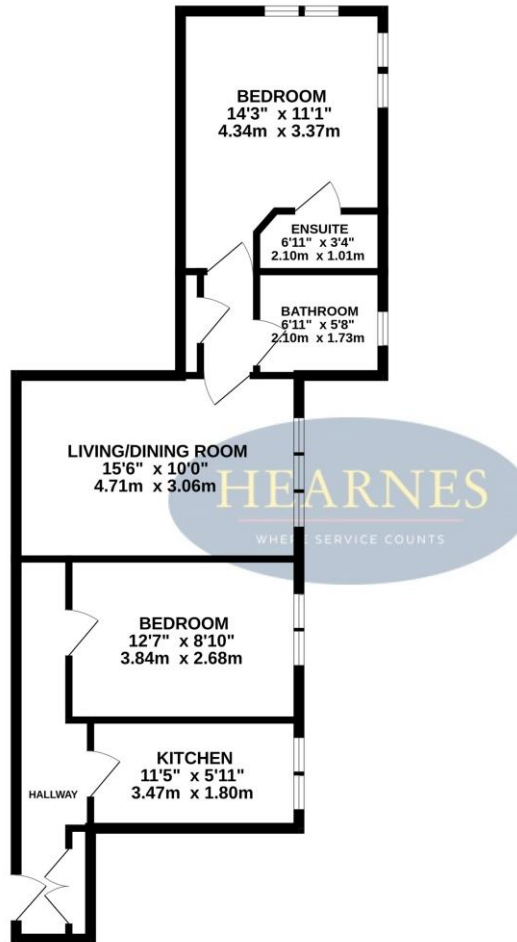 BEDROOM
14'3" x 11'1"
4.34m x 3.37m
ENSUITE
6'11" x 3'4"
2.10m x 1.01m
BATHROOM
6'11" x 5'8"
2.10m x 1.73m
LIVING/DINING ROOM
15'6" x 10'0"
4.71m x 3.06m
HEARNES
WHERE SERVICE COUNTS
BEDROOM
12'7" x 8'10"
3.84m x 2.68m
KITCHEN
11'5" x 5'11"
3.47m x 1.80m
HALLWAY